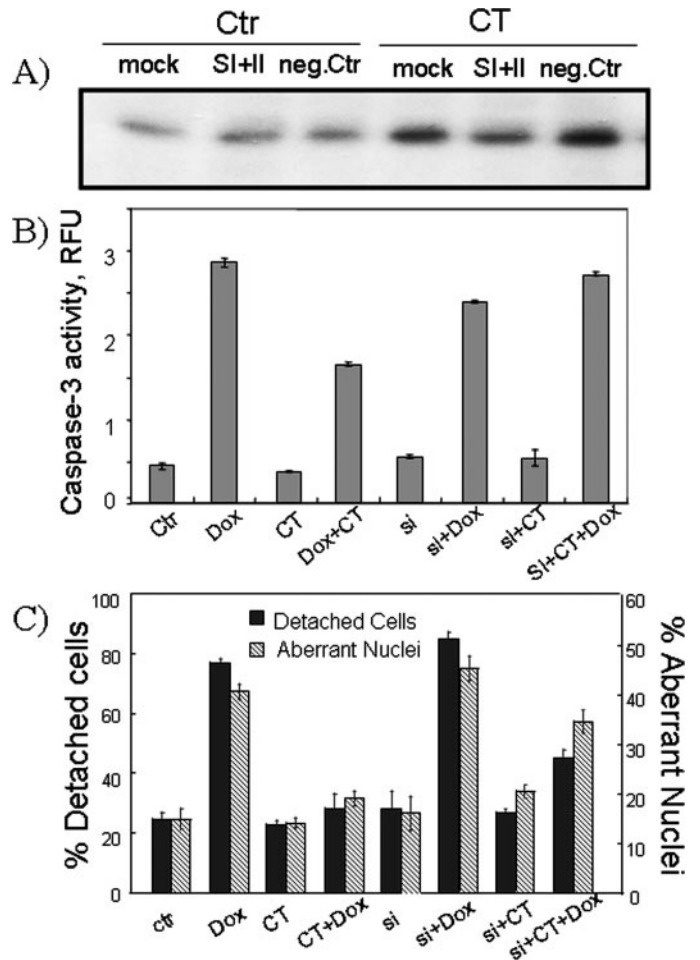 Ctr CT
mock SI+II neg.Ctr mock SI+II neg.Ctr
A)
B)
Caspase-3 activity, RFU
3
2
1
0
Ctr Dox CT Dox+CT si si+Dox si+CT Si+CT+Dox
C)
% Detached cells
100
80
60
40
20
0
Detached Cells
Aberrant Nuclei
60
50
40
30
20
10
0
% Aberrant Nuclei
ctr Dox CT CT+Dox si si+Dox si+CT si+CT+Dox